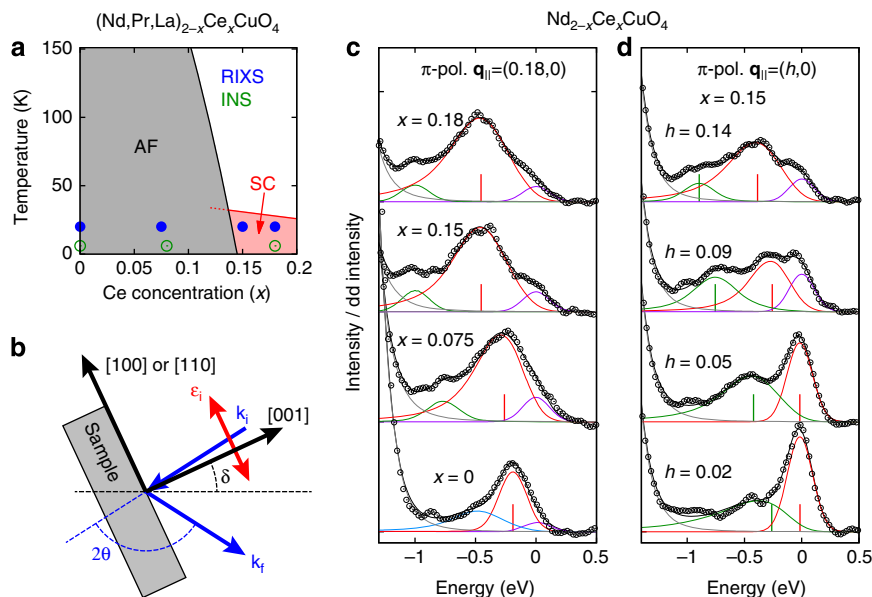 (Nd,Pr,La)2–xCexCuO4
Nd2–xCexCuO4
a
150
100
50
0
Temperature (K)
RIXS
INS
AF
SC
0
0.05
0.1
0.15
0.2
Ce concentration (x)
b
[100] or [110]
εi
ki
[001]
Sample
δ
2θ
kf
c
π-pol. q||=(0.18,0)
x = 0.18
x = 0.15
x = 0.075
x = 0
Intensity / dd intensity
−1
−0.5
0
0.5
Energy (eV)
d
π-pol. q||=(h,0)
x = 0.15
h = 0.14
h = 0.09
h = 0.05
h = 0.02
−1
−0.5
0
0.5
Energy (eV)